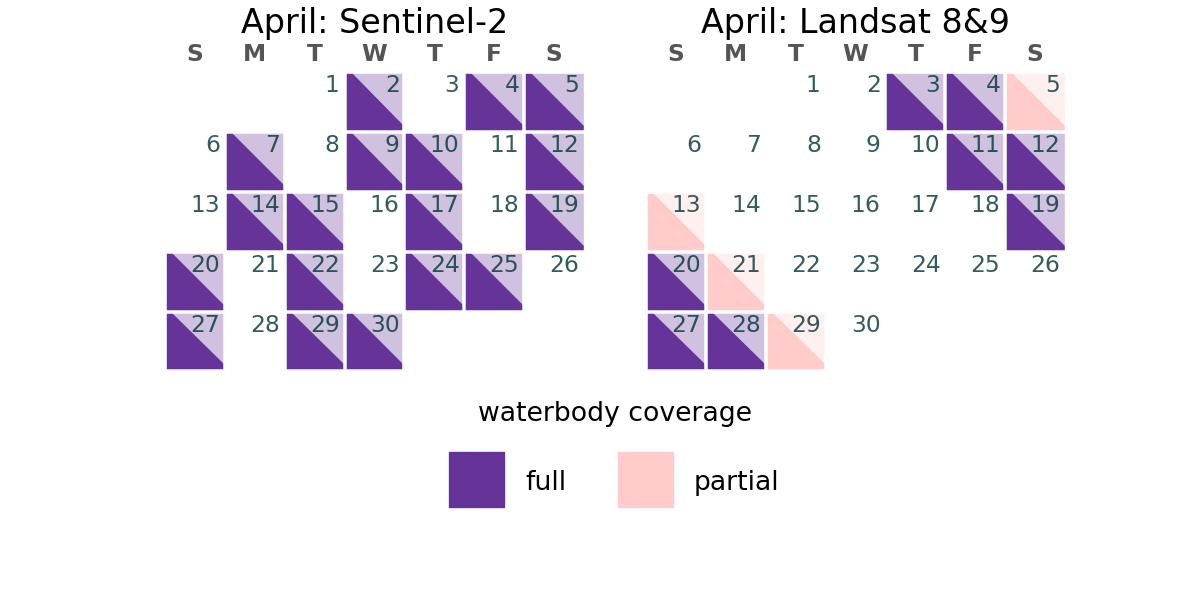 April: Sentinel-2
S M T W T F S
1 2 3 4 5
6 7 8 9 10 11 12
13 14 15 16 17 18 19
20 21 22 23 24 25 26
27 28 29 30
April: Landsat 8&9
S M T W T F S
1 2 3 4 5
6 7 8 9 10 11 12
13 14 15 16 17 18 19
20 21 22 23 24 25 26
27 28 29 30
waterbody coverage
full partial